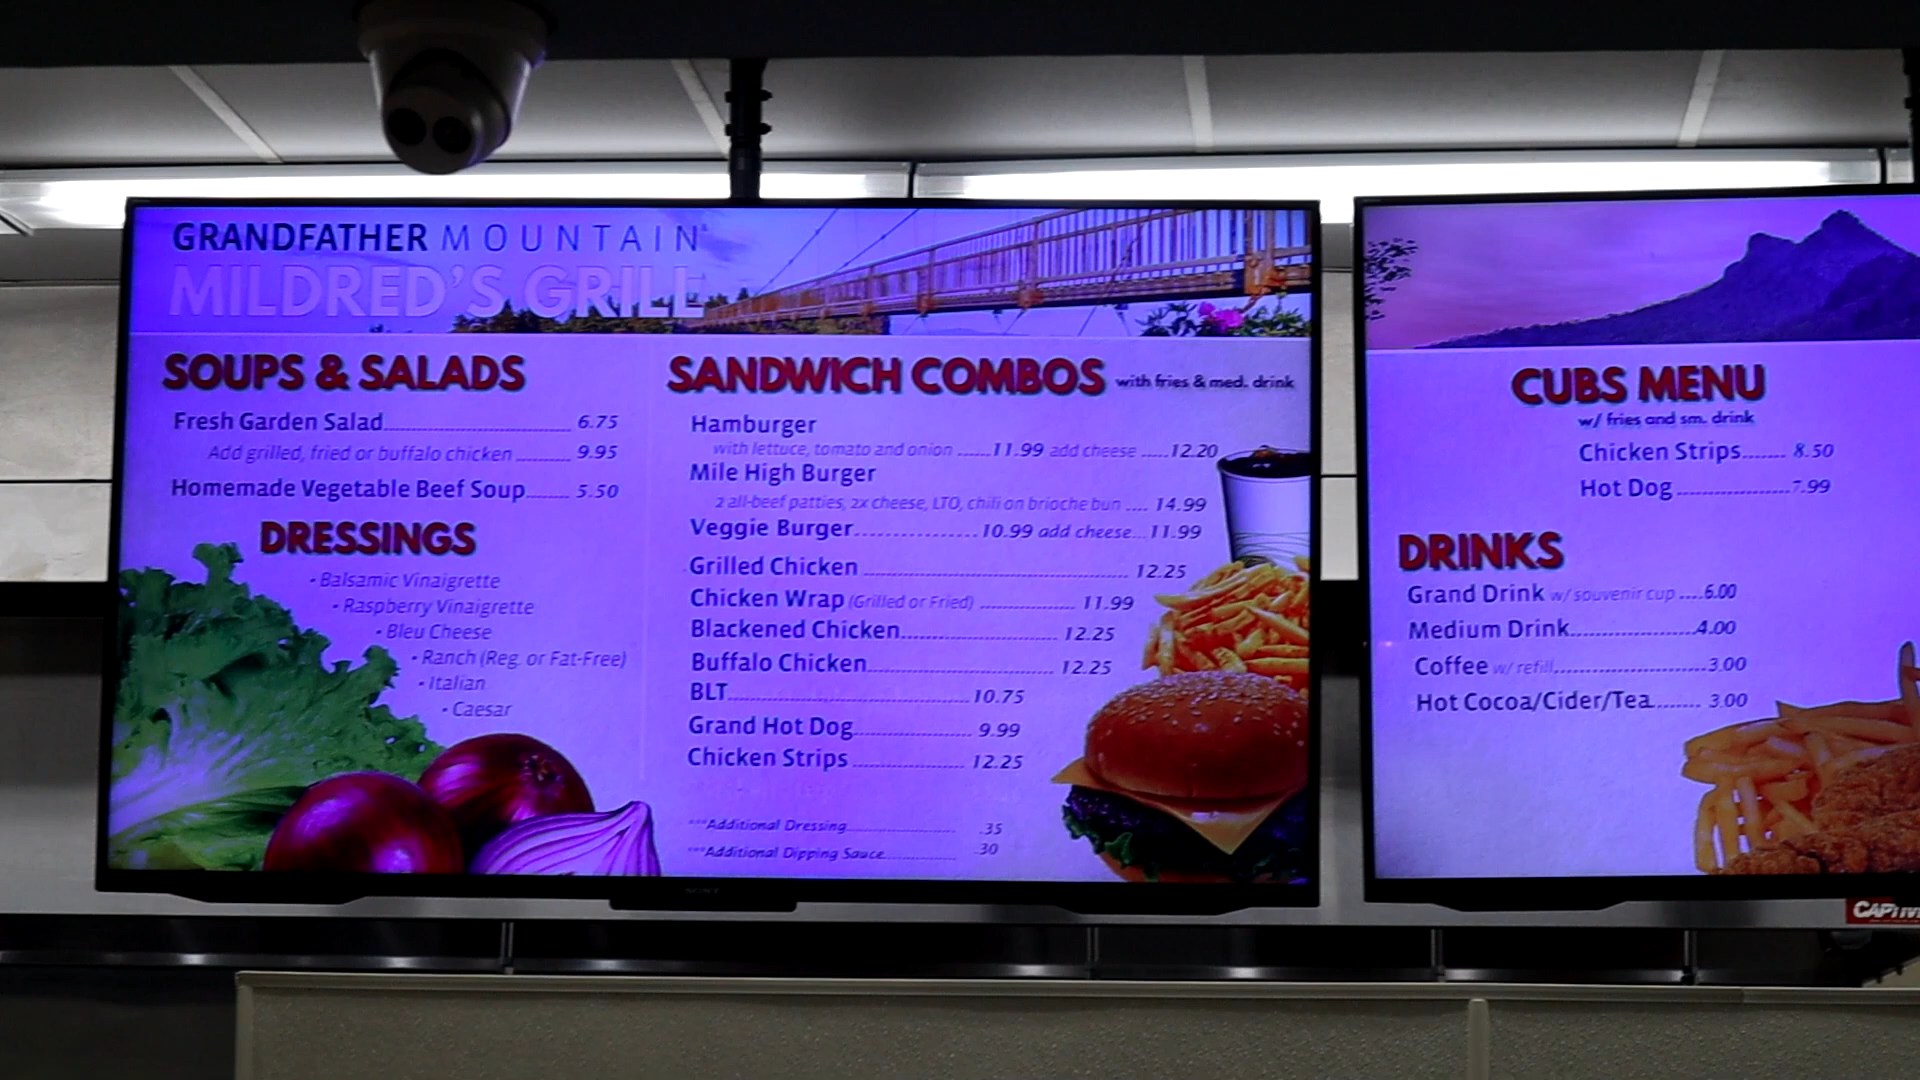 GRANDFATHER MOUNTAIN
MILDRED'S GRILL
SOUPS & SALADS
Fresh Garden Salad 6.75
Add grilled, fried or buffalo chicken 9.95
Homemade Vegetable Beef Soup 5.50
DRESSINGS
• Balsamic Vinaigrette
• Raspberry Vinaigrette
• Bleu Cheese
• Ranch (Reg. or Fat-Free)
• Italian
• Caesar
SANDWICH COMBOS with fries & med. drink
Hamburger
with lettuce, tomato and onion ......11.99 add cheese .....12.20
Mile High Burger
2 all-beef patties, 2x cheese, LTO, chili on brioche bun .... 14.99
Veggie Burger 10.99 add cheese... 11.99
Grilled Chicken 12.25
Chicken Wrap (Grilled or Fried) 11.99
Blackened Chicken 12.25
Buffalo Chicken 12.25
BLT 10.75
Grand Hot Dog 9.99
Chicken Strips 12.25
***Additional Dressing .35
***Additional Dipping Sauce .30
SONY
CUBS MENU
w/ fries and sm. drink
Chicken Strips 8.50
Hot Dog 7.99
DRINKS
Grand Drink w/ souvenir cup ....6.00
Medium Drink 4.00
Coffee w/ refill 3.00
Hot Cocoa/Cider/Tea 3.00